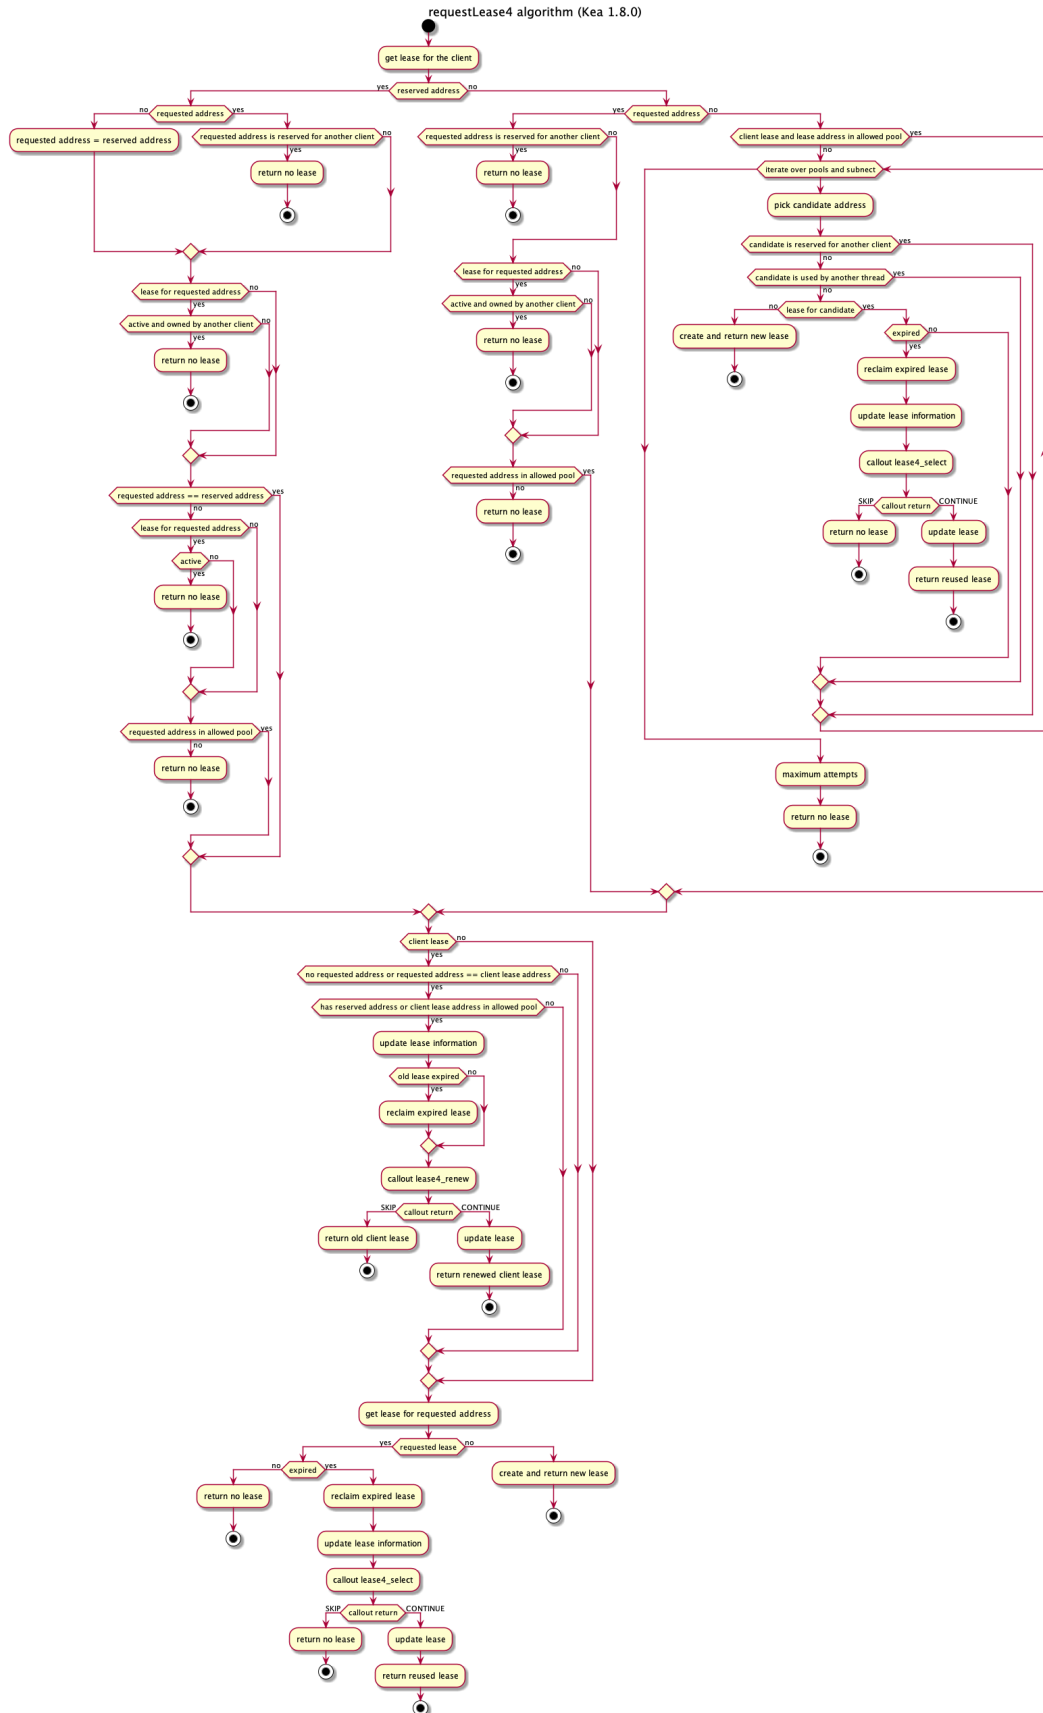 requestLease4 algorithm (Kea 1.8.0)
get lease for the client
yes
reserved address
no
no
requested address
yes
requested address = reserved address
requested address is reserved for another client
no
yes
return no lease
lease for requested address
no
yes
active and owned by another client
no
yes
return no lease
requested address == reserved address
yes
no
lease for requested address
no
yes
active
no
yes
return no lease
requested address in allowed pool
yes
no
return no lease
yes
requested address
no
requested address is reserved for another client
no
yes
return no lease
lease for requested address
no
yes
active and owned by another client
no
yes
return no lease
requested address in allowed pool
yes
no
return no lease
client lease and lease address in allowed pool
yes
no
iterate over pools and subnect
pick candidate address
candidate is reserved for another client
yes
no
candidate is used by another thread
yes
no
no
lease for candidate
yes
create and return new lease
expired
no
yes
reclaim expired lease
update lease information
callout lease4_select
SKIP
callout return
CONTINUE
return no lease
update lease
return reused lease
maximum attempts
return no lease
client lease
no
yes
no requested address or requested address == client lease address
no
yes
has reserved address or client lease address in allowed pool
no
yes
update lease information
old lease expired
no
yes
reclaim expired lease
callout lease4_renew
SKIP
callout return
CONTINUE
return old client lease
update lease
return renewed client lease
get lease for requested address
yes
requested lease
no
no
expired
yes
create and return new lease
return no lease
reclaim expired lease
update lease information
callout lease4_select
SKIP
callout return
CONTINUE
return no lease
update lease
return reused lease